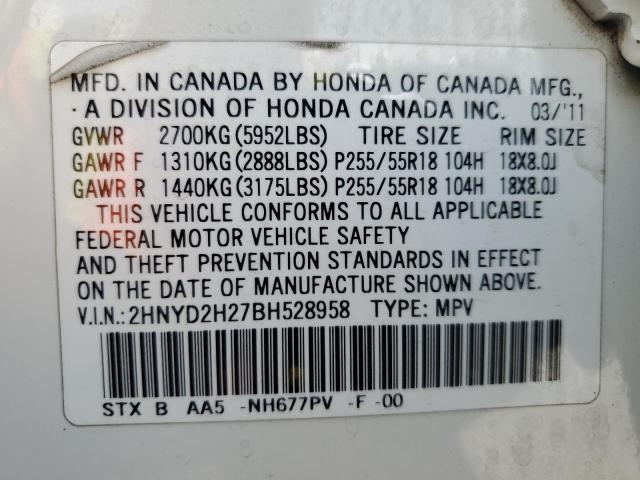 MFD. IN CANADA BY HONDA OF CANADA MFG.,
· A DIVISION OF HONDA CANADA INC. 03/'11
GVWR 2700KG (5952LBS) TIRE SIZE RIM SIZE
GAWR F 1310KG (2888LBS) P255/55R18 104H 18X8.0J
GAWR R 1440KG (3175LBS) P255/55R18 104H 18X8.0J
THIS VEHICLE CONFORMS TO ALL APPLICABLE
FEDERAL MOTOR VEHICLE SAFETY
AND THEFT PREVENTION STANDARDS IN EFFECT
ON THE DATE OF MANUFACTURE SHOWN ABOVE.
V.I.N.: 2HNYD2H27BH528958 TYPE: MPV
STX B AA5 -NH677PV -F -00